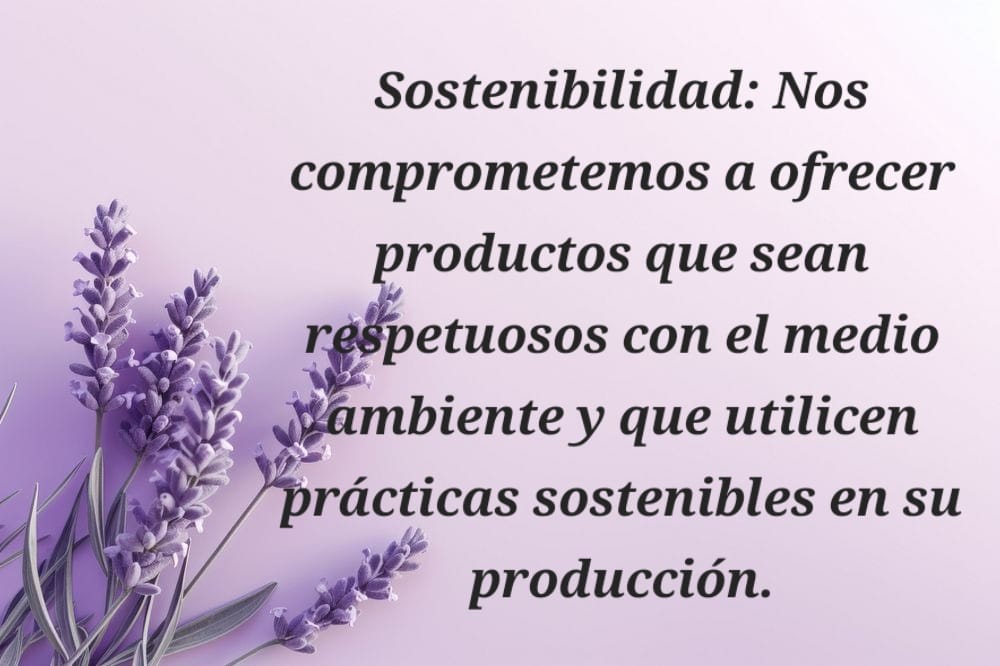 Sostenibilidad: Nos
comprometemos a ofrecer
productos que sean
respetuosos con el medio
ambiente y que utilicen
prácticas sostenibles en su
producción.